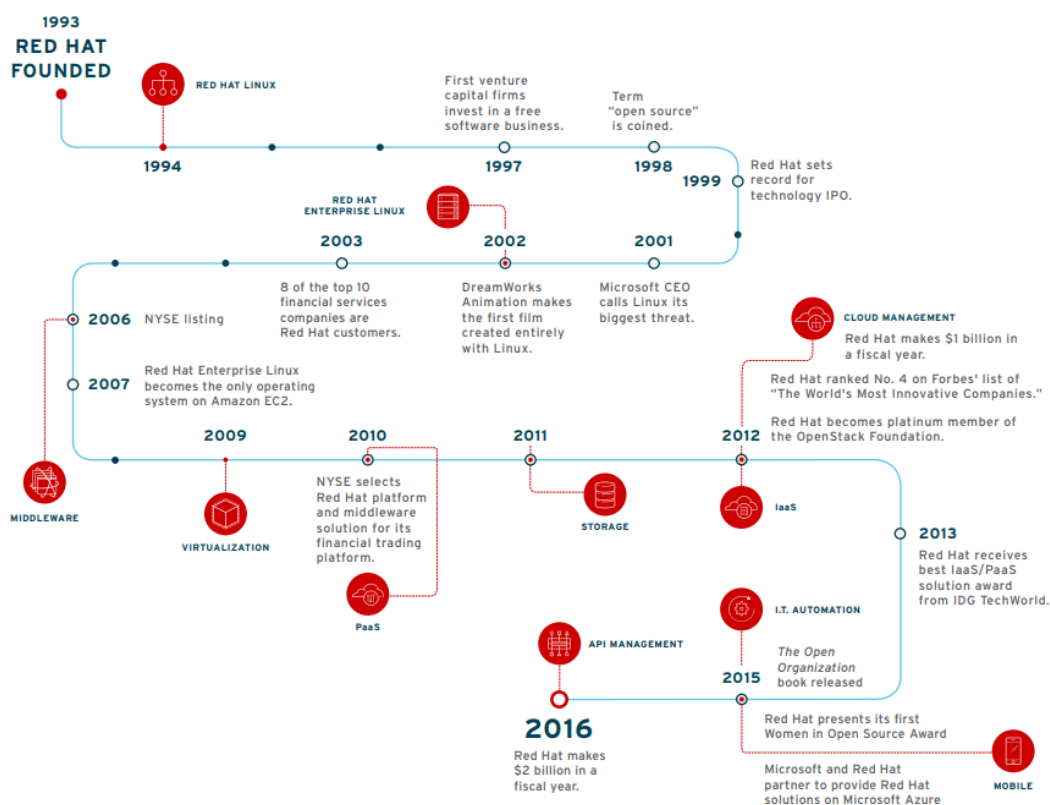 1993
RED HAT
FOUNDED
RED HAT LINUX
1994
First venture
capital firms
invest in a free
software business.
1997
Term
"open source"
is coined.
1998
1999
Red Hat sets
record for
technology IPO.
RED HAT
ENTERPRISE LINUX
2003
8 of the top 10
financial services
companies are
Red Hat customers.
2002
DreamWorks
Animation makes
the first film
created entirely
with Linux.
2001
Microsoft CEO
calls Linux its
biggest threat.
2006
NYSE listing
MIDDLEWARE
2007
Red Hat Enterprise Linux
becomes the only operating
system on Amazon EC2.
2009
VIRTUALIZATION
2010
NYSE selects
Red Hat platform
and middleware
solution for its
financial trading
platform.
PaaS
2011
STORAGE
CLOUD MANAGEMENT
Red Hat makes $1 billion in
a fiscal year.
Red Hat ranked No. 4 on Forbes' list of
"The World's Most Innovative Companies."
Red Hat becomes platinum member of
the OpenStack Foundation.
2012
IaaS
2013
Red Hat receives
best IaaS/PaaS
solution award
from IDG TechWorld.
I.T. AUTOMATION
The Open
Organization
book released
2015
Red Hat presents its first
Women in Open Source Award
Microsoft and Red Hat
partner to provide Red Hat
solutions on Microsoft Azure
MOBILE
API MANAGEMENT
2016
Red Hat makes
$2 billion in a
fiscal year.